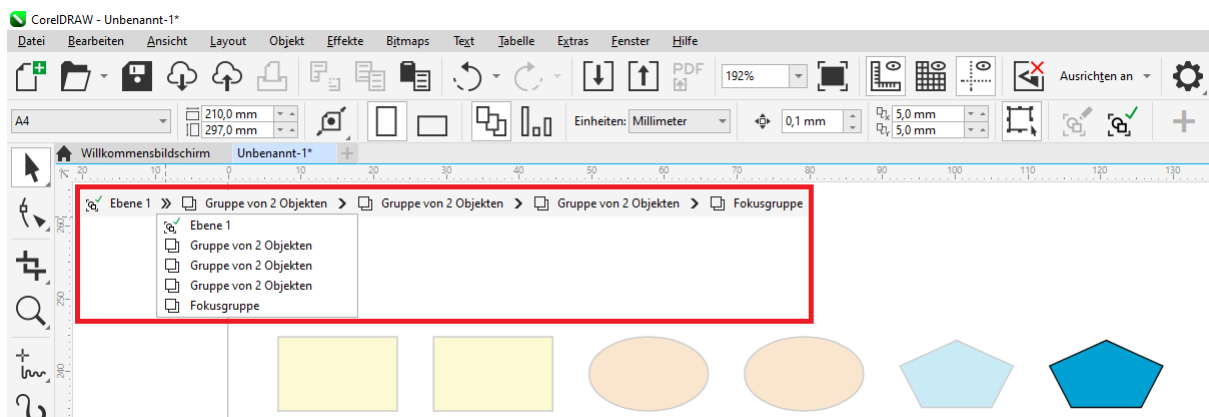 CorelDRAW - Unbenannt-1*
Datei Bearbeiten Ansicht Layout Objekt Effekte Bitmaps Text Tabelle Extras Fenster Hilfe
PDF 192% Ausrichten an
A4 210,0 mm 297,0 mm Einheiten: Millimeter 0,1 mm 5,0 mm 5,0 mm
Willkommensbildschirm Unbenannt-1*
20 10 0 10 20 30 40 50 60 70 80 90 100 110 120 130
Ebene 1 Gruppe von 2 Objekten Gruppe von 2 Objekten Gruppe von 2 Objekten Fokusgruppe
Ebene 1
260
Gruppe von 2 Objekten
Gruppe von 2 Objekten
Gruppe von 2 Objekten
250
Fokusgruppe
240